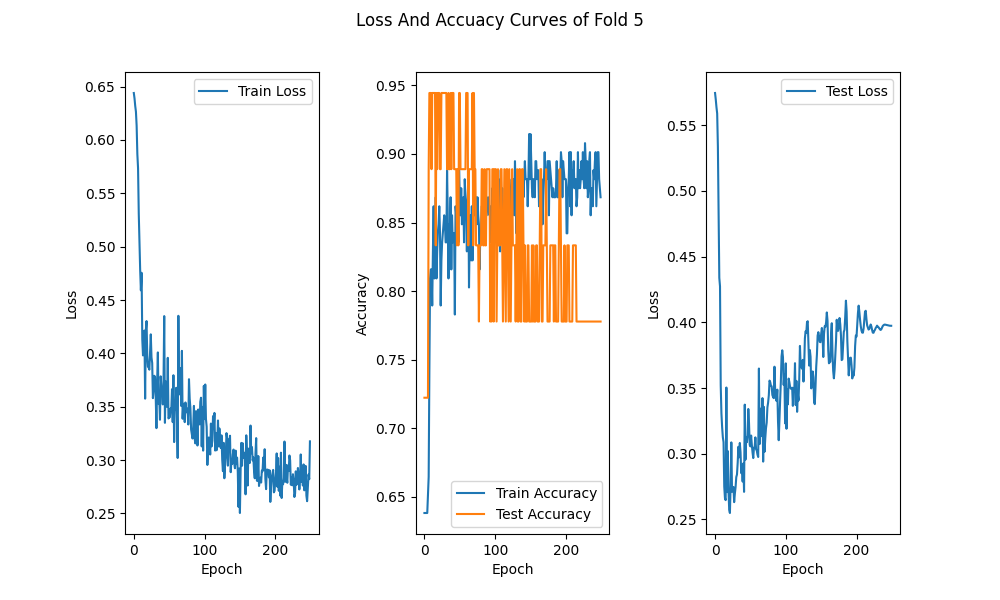 Loss And Accuacy Curves of Fold 5
Train Loss
0.65
0.60
0.55
0.50
0.45
0.40
0.35
0.30
0.25
Loss
0 100 200
Epoch
0.95
0.90
0.85
0.80
0.75
0.70
0.65
Accuracy
Train Accuracy
Test Accuracy
0 100 200
Epoch
Test Loss
0.55
0.50
0.45
0.40
0.35
0.30
0.25
Loss
0 100 200
Epoch